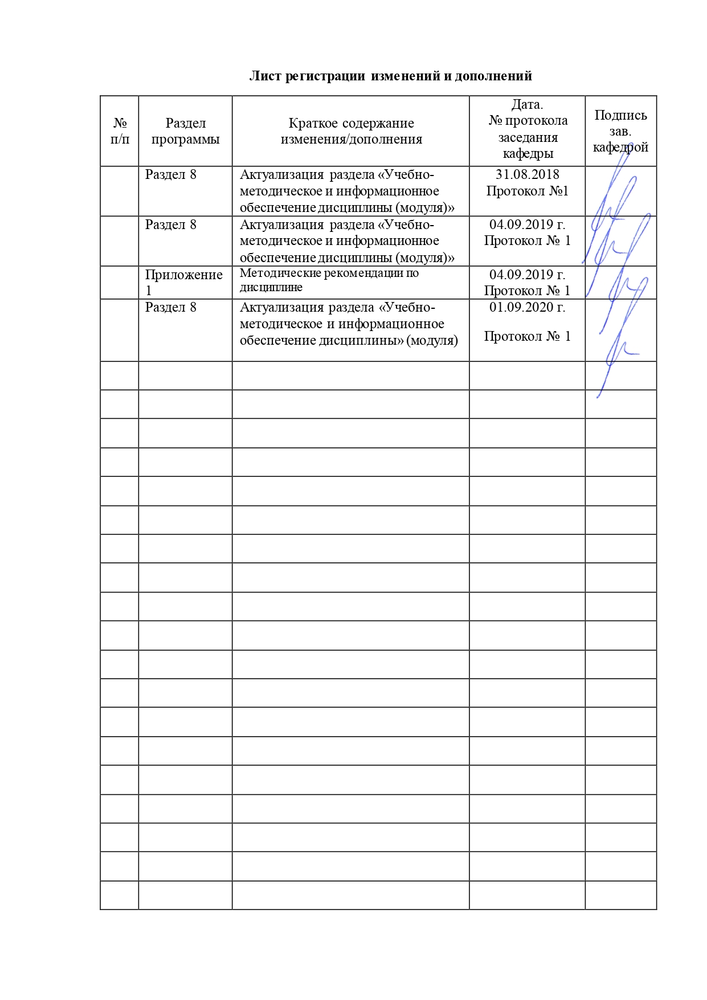 Лист регистрации изменений и дополнений
№
п/п
Раздел
программы
Краткое содержание
изменения/дополнения
Дата.
№ протокола
заседания
кафедры
Подпись
зав.
кафедрой
Раздел 8
Актуализация раздела «Учебно-
методическое и информационное
обеспечение дисциплины (модуля)»
31.08.2018
Протокол №1
Раздел 8
Актуализация раздела «Учебно-
методическое и информационное
обеспечение дисциплины (модуля)»
04.09.2019 г.
Протокол № 1
Приложение
1
Методические рекомендации по
дисциплине
04.09.2019 г.
Протокол № 1
Раздел 8
Актуализация раздела «Учебно-
методическое и информационное
обеспечение дисциплины» (модуля)
01.09.2020 г.
Протокол № 1